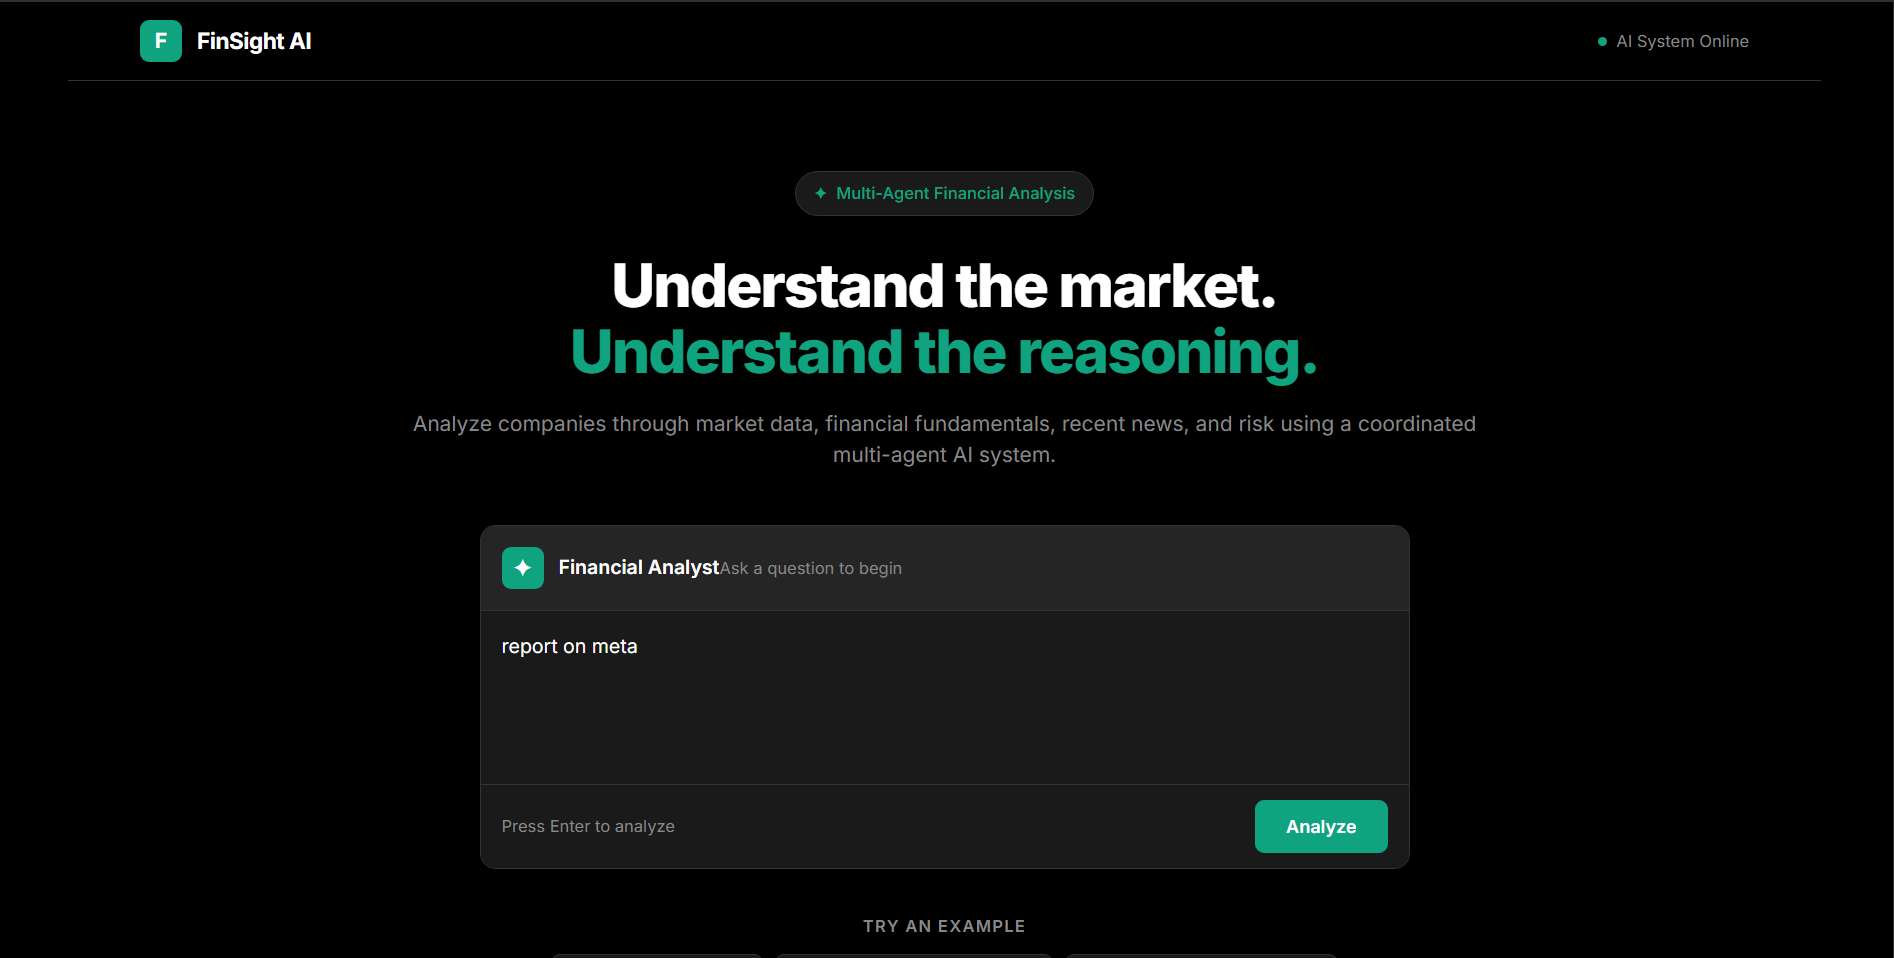 F FinSight AI
AI System Online
✦ Multi-Agent Financial Analysis
Understand the market.
Understand the reasoning.
Analyze companies through market data, financial fundamentals, recent news, and risk using a coordinated
multi-agent AI system.
✦ Financial AnalystAsk a question to begin
report on meta
Press Enter to analyze
Analyze
TRY AN EXAMPLE